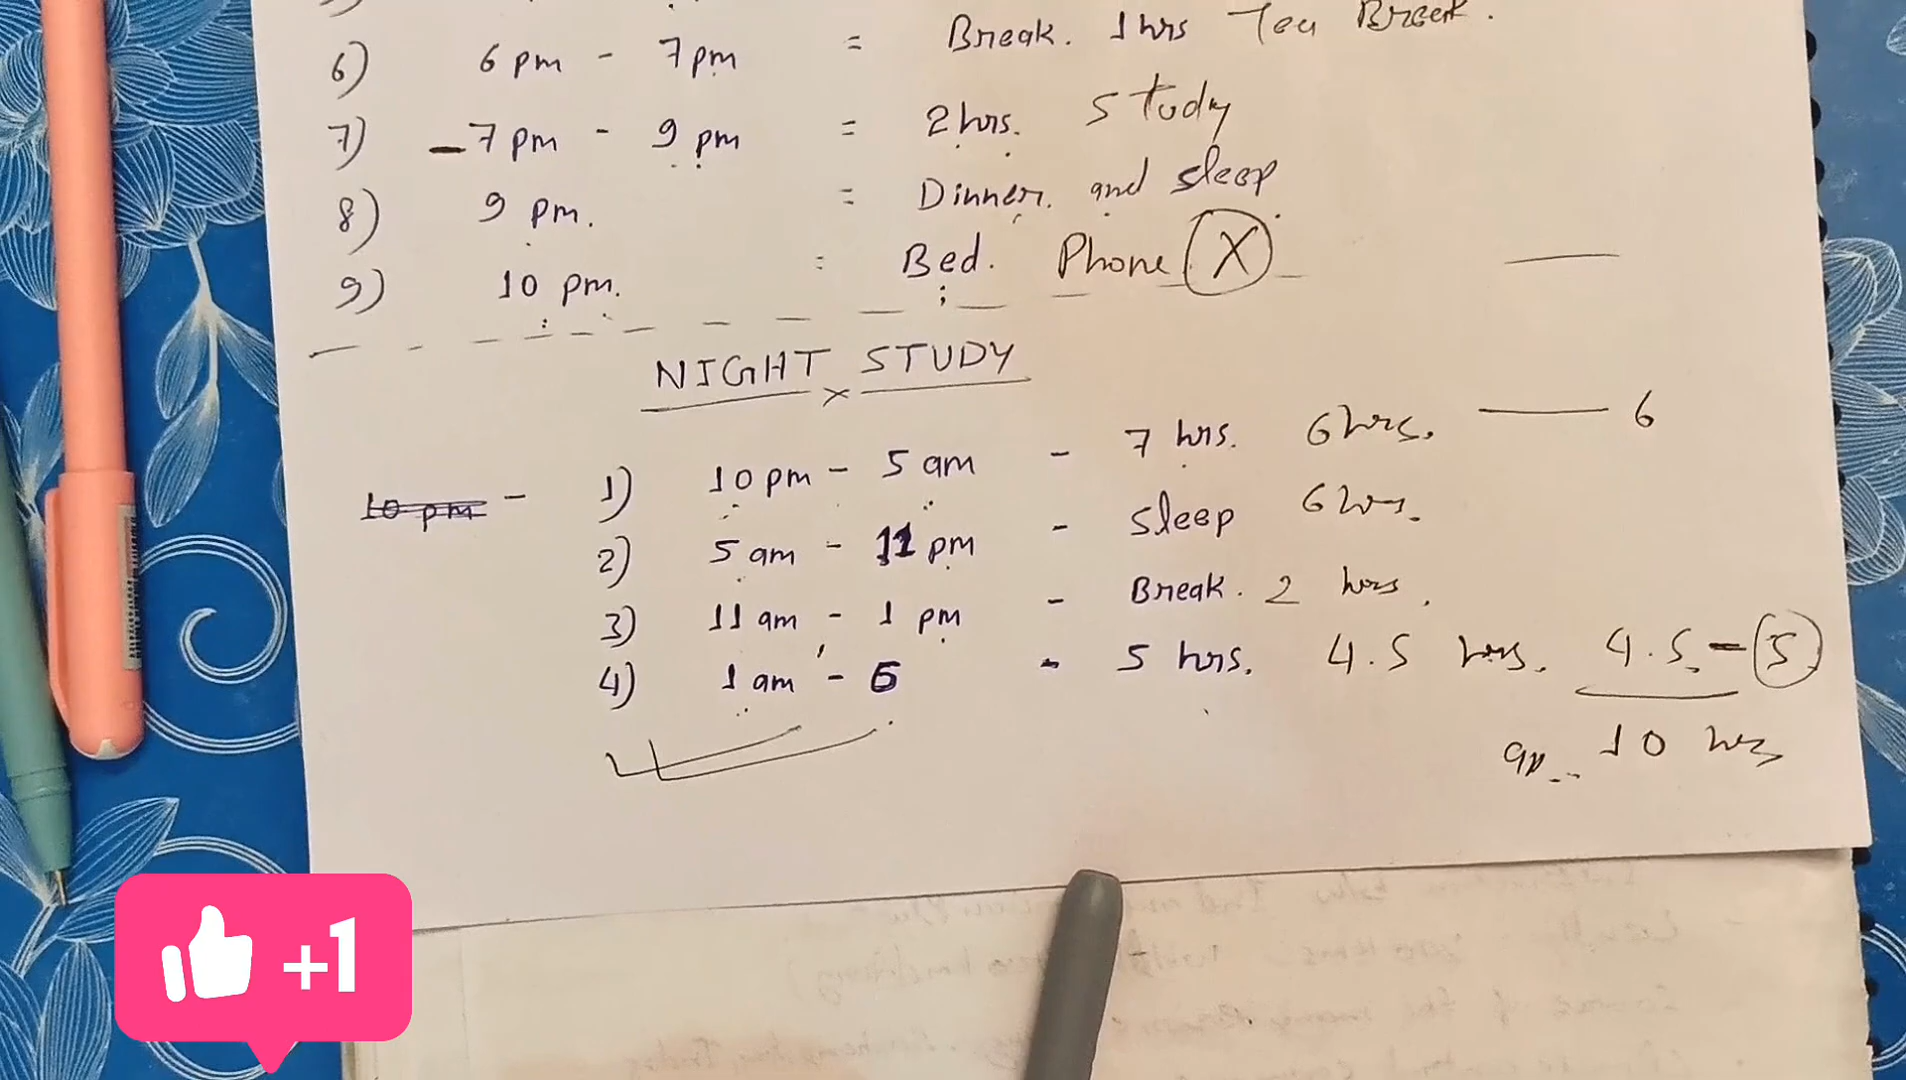 6) 6 pm - 7 pm = Break. 1 hrs Tea Break.
7) - 7 pm - 9 pm = 2 hrs. Study
8) 9 pm. = Dinner. and sleep
9) 10 pm. : Bed. Phone (X)
NIGHT x STUDY
10 pm - 1) 10 pm - 5 am - 7 hrs. 6 hrs. — 6
2) 5 am - 11 pm - Sleep 6 hrs.
3) 11 am - 1 pm - Break. 2 hrs.
4) 1 am - 6 - 5 hrs. 4.5 hrs. 4.5 - 5
10 hrs
+1